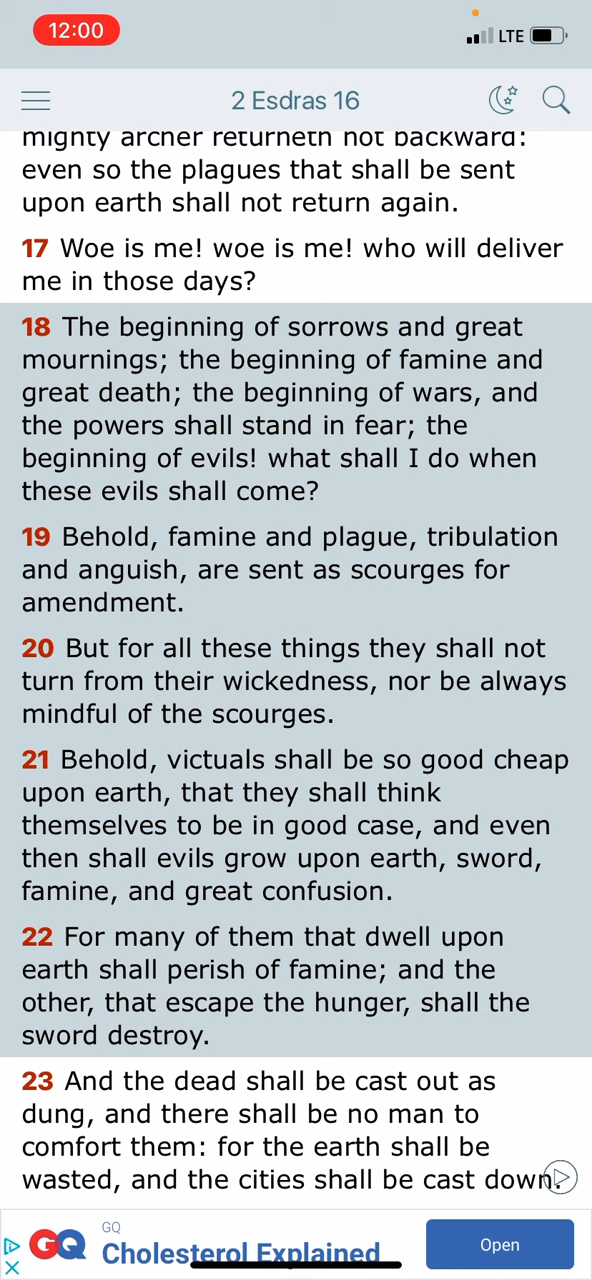 12:00
LTE
2 Esdras 16
mighty archer returneth not backward:
even so the plagues that shall be sent
upon earth shall not return again.
17 Woe is me! woe is me! who will deliver
me in those days?
18 The beginning of sorrows and great
mournings; the beginning of famine and
great death; the beginning of wars, and
the powers shall stand in fear; the
beginning of evils! what shall I do when
these evils shall come?
19 Behold, famine and plague, tribulation
and anguish, are sent as scourges for
amendment.
20 But for all these things they shall not
turn from their wickedness, nor be always
mindful of the scourges.
21 Behold, victuals shall be so good cheap
upon earth, that they shall think
themselves to be in good case, and even
then shall evils grow upon earth, sword,
famine, and great confusion.
22 For many of them that dwell upon
earth shall perish of famine; and the
other, that escape the hunger, shall the
sword destroy.
23 And the dead shall be cast out as
dung, and there shall be no man to
comfort them: for the earth shall be
wasted, and the cities shall be cast down.
GQ
GQ
Cholesterol Explained
Open